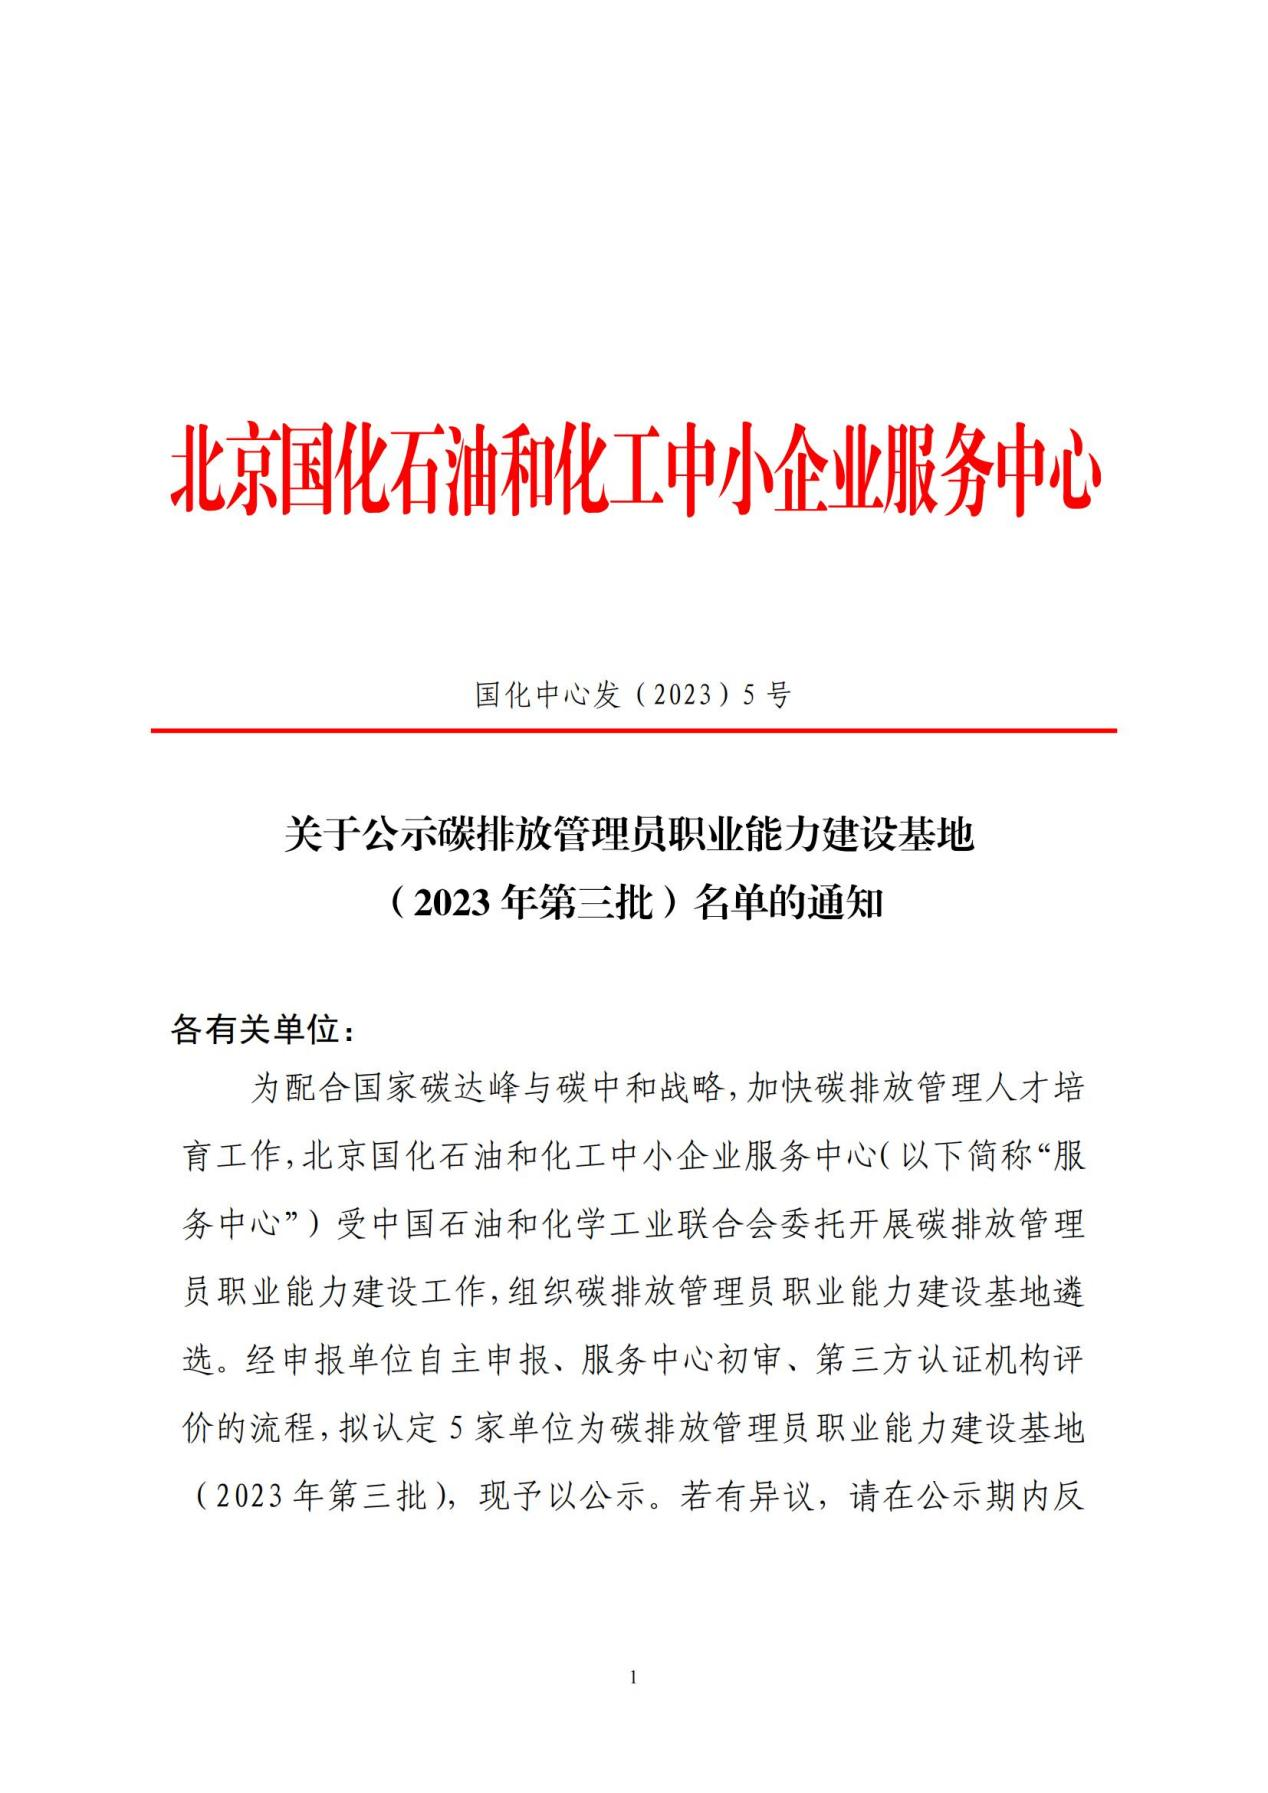 北京国化石油和化工中小企业服务中心
国化中心发（2023）5 号
关于公示碳排放管理员职业能力建设基地
（2023 年第三批）名单的通知
各有关单位：
为配合国家碳达峰与碳中和战略，加快碳排放管理人才培
育工作，北京国化石油和化工中小企业服务中心（以下简称“服
务中心”）受中国石油和化学工业联合会委托开展碳排放管理
员职业能力建设工作，组织碳排放管理员职业能力建设基地遴
选。经申报单位自主申报、服务中心初审、第三方认证机构评
价的流程，拟认定 5 家单位为碳排放管理员职业能力建设基地
（2023 年第三批），现予以公示。若有异议，请在公示期内反
1